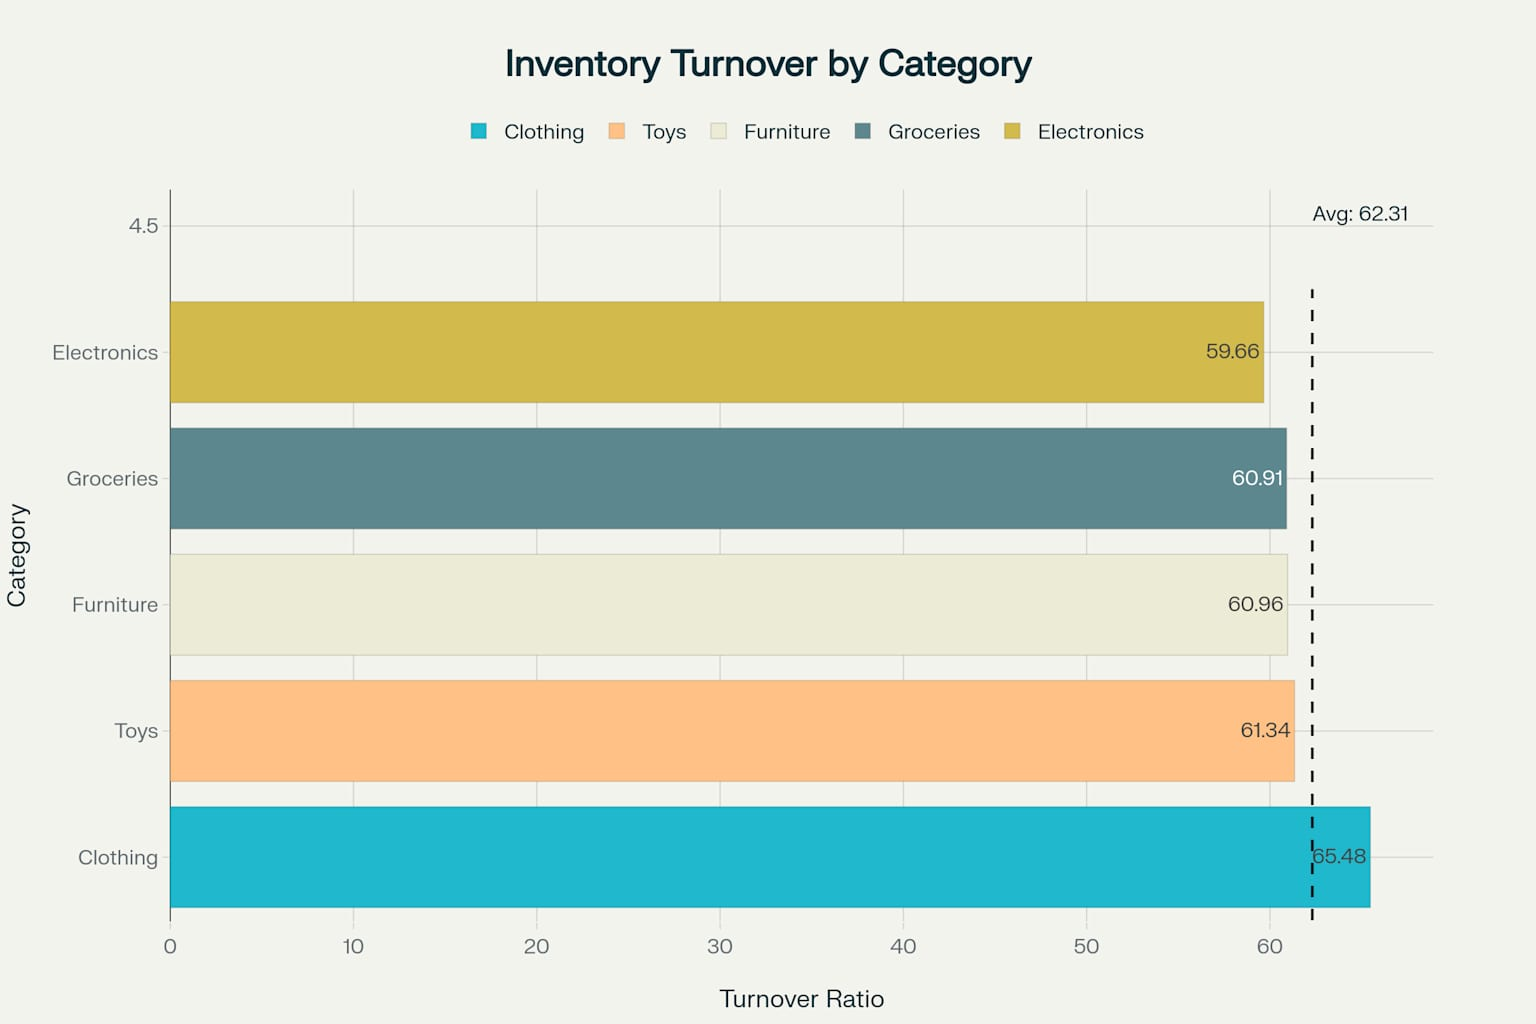 Inventory Turnover by Category
Clothing Toys Furniture Groceries Electronics
4.5 Avg: 62.31
Electronics 59.66
Groceries 60.91
Category
Furniture 60.96
Toys 61.34
Clothing 65.48
0 10 20 30 40 50 60
Turnover Ratio